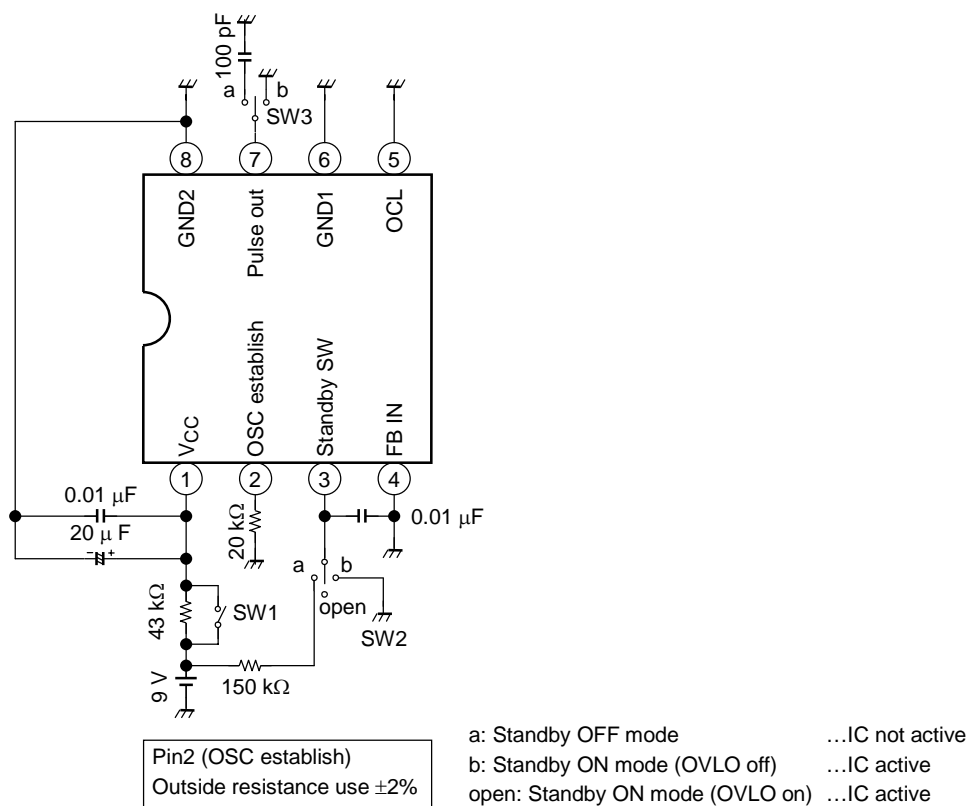 100 pF
a
b
SW3
8
7
6
5
GND2
Pulse out
GND1
OCL
VCC
OSC establish
Standby SW
FB IN
1
2
3
4
0.01 μF
20 μ F
- +
20 kΩ
0.01 μF
a
b
open
SW2
43 kΩ
SW1
150 kΩ
9 V
Pin2 (OSC establish)
Outside resistance use ±2%
a: Standby OFF mode …IC not active
b: Standby ON mode (OVLO off) …IC active
open: Standby ON mode (OVLO on) …IC active